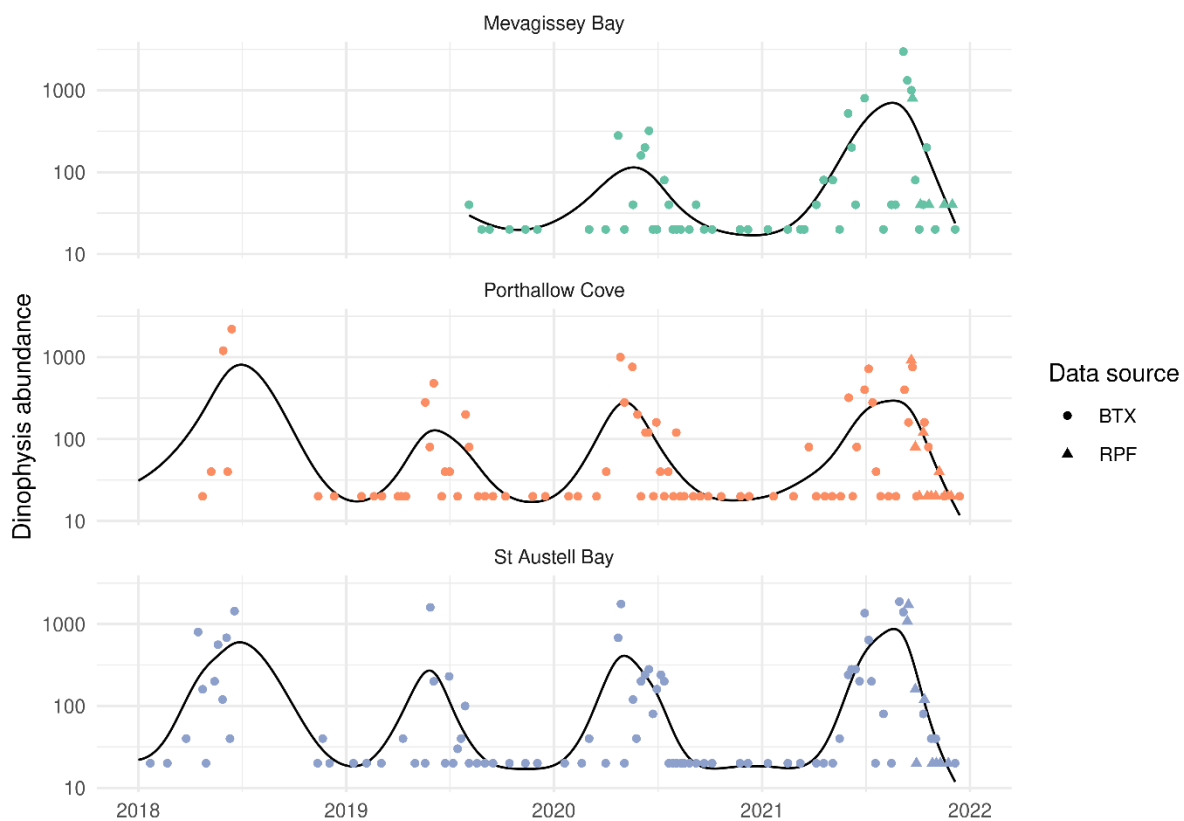 Mevagissey Bay
1000
100
10
Porthallow Cove
1000
100
10
St Austell Bay
1000
100
10
2018 2019 2020 2021 2022
Dinophysis abundance
Data source
BTX
RPF